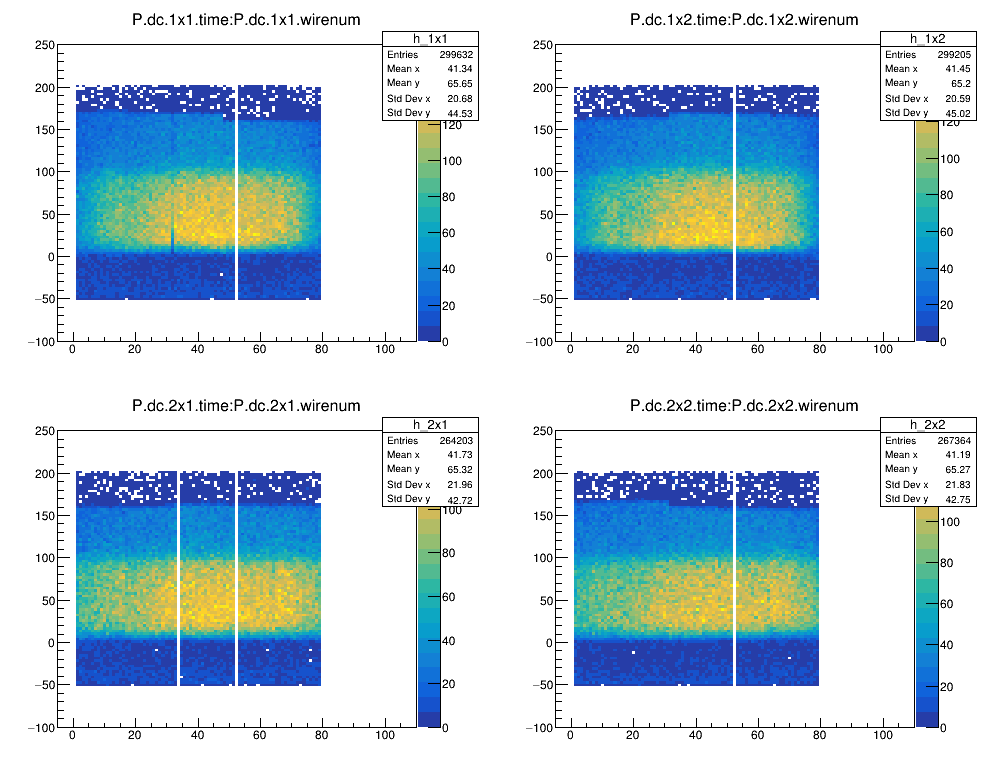 P.dc.1x1.time:P.dc.1x1.wirenum
h_1x1
Entries 299632
Mean x 41.34
Mean y 65.65
Std Dev x 20.68
Std Dev y 44.53
250
200
150
100
50
0
−50
−100
0 20 40 60 80 100
120
100
80
60
40
20
0
P.dc.1x2.time:P.dc.1x2.wirenum
h_1x2
Entries 299205
Mean x 41.45
Mean y 65.2
Std Dev x 20.59
Std Dev y 45.02
250
200
150
100
50
0
−50
−100
0 20 40 60 80 100
120
100
80
60
40
20
0
P.dc.2x1.time:P.dc.2x1.wirenum
h_2x1
Entries 264203
Mean x 41.73
Mean y 65.32
Std Dev x 21.96
Std Dev y 42.72
250
200
150
100
50
0
−50
−100
0 20 40 60 80 100
100
80
60
40
20
0
P.dc.2x2.time:P.dc.2x2.wirenum
h_2x2
Entries 267364
Mean x 41.19
Mean y 65.27
Std Dev x 21.83
Std Dev y 42.75
250
200
150
100
50
0
−50
−100
0 20 40 60 80 100
100
80
60
40
20
0